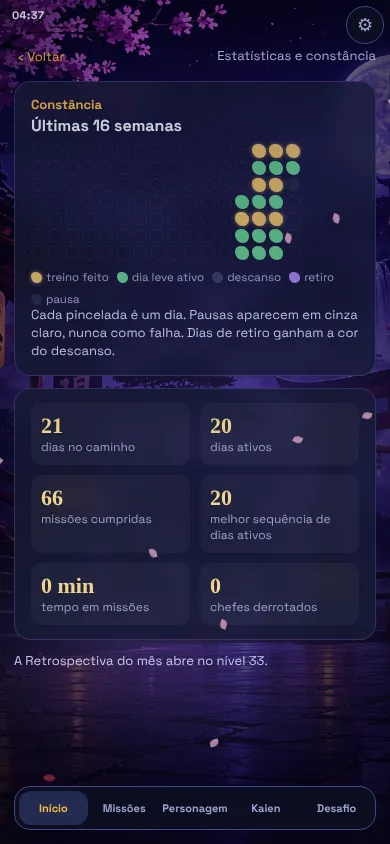 04:37
⚙
‹ Voltar
Estatísticas e constância
Constância
Últimas 16 semanas
treino feito dia leve ativo descanso retiro
pausa
Cada pincelada é um dia. Pausas aparecem em cinza
claro, nunca como falha. Dias de retiro ganham a cor
do descanso.
21
dias no caminho
20
dias ativos
66
missões cumpridas
20
melhor sequência de
dias ativos
0 min
tempo em missões
0
chefes derrotados
A Retrospectiva do mês abre no nível 33.
Início Missões Personagem Kaien Desafio